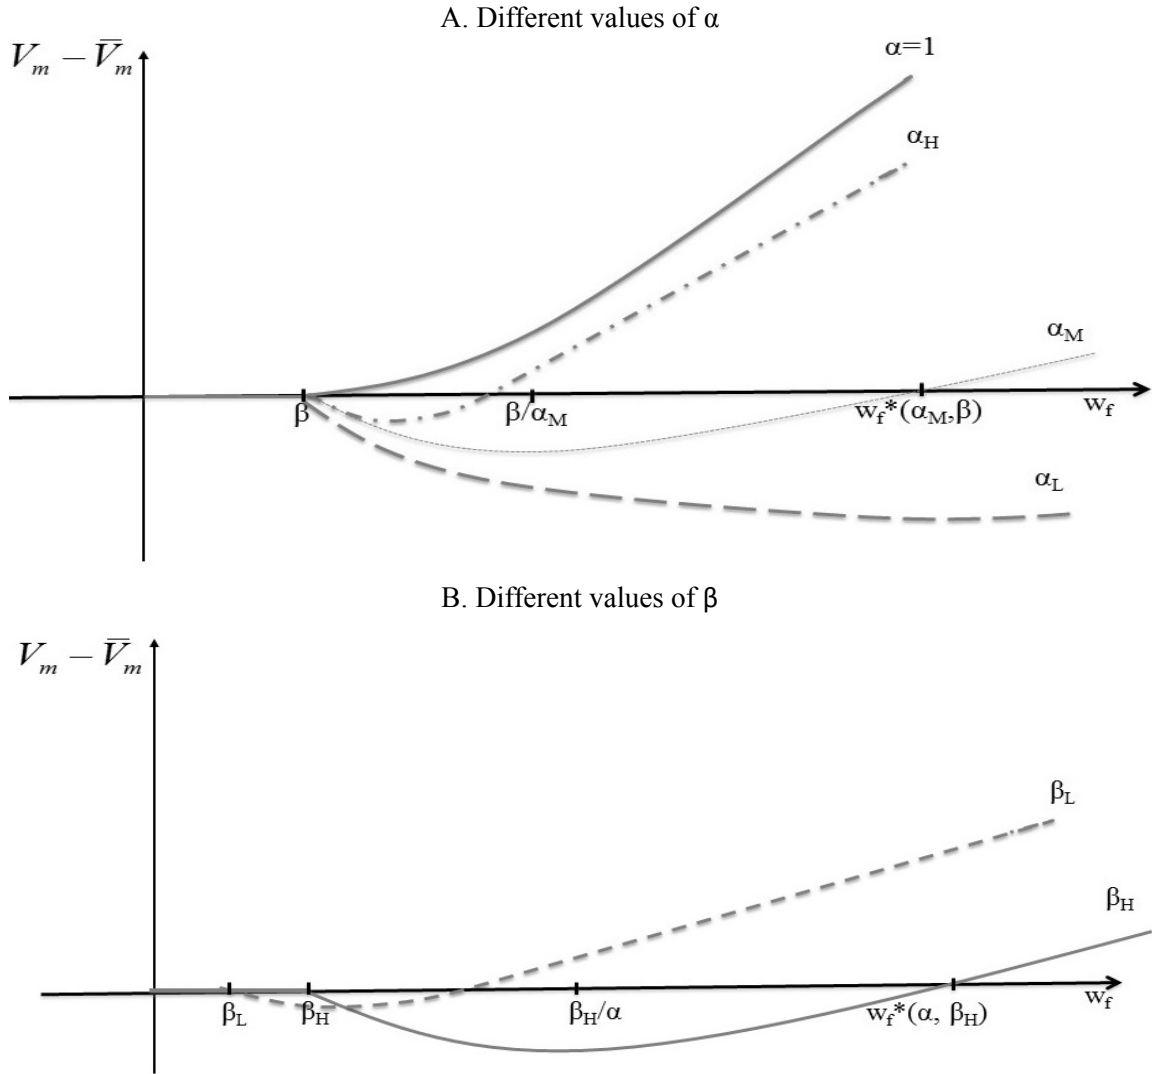 A. Different values of α
V_m − V̅_m
α=1
α_H
α_M
β
β/α_M
w_f*(α_M,β)
w_f
α_L
B. Different values of β
V_m − V̅_m
β_L
β_H
β_L
β_H
β_H/α
w_f*(α, β_H)
w_f